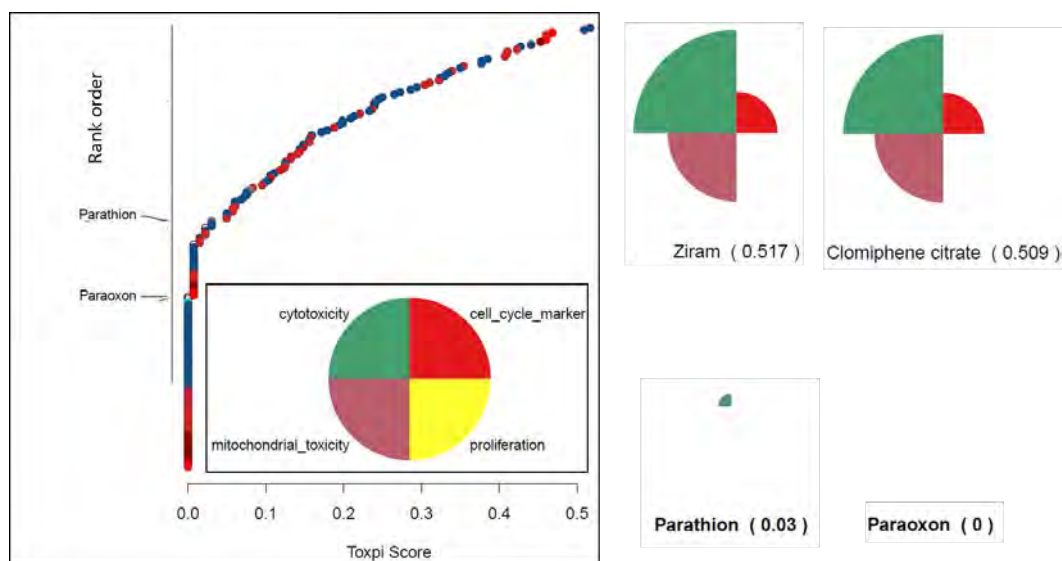 Rank order
Parathion
Paraoxon
cytotoxicity
cell_cycle_marker
mitochondrial_toxicity
proliferation
0.0 0.1 0.2 0.3 0.4 0.5
Toxpi Score
Ziram ( 0.517 )
Clomiphene citrate ( 0.509 )
Parathion ( 0.03 )
Paraoxon ( 0 )